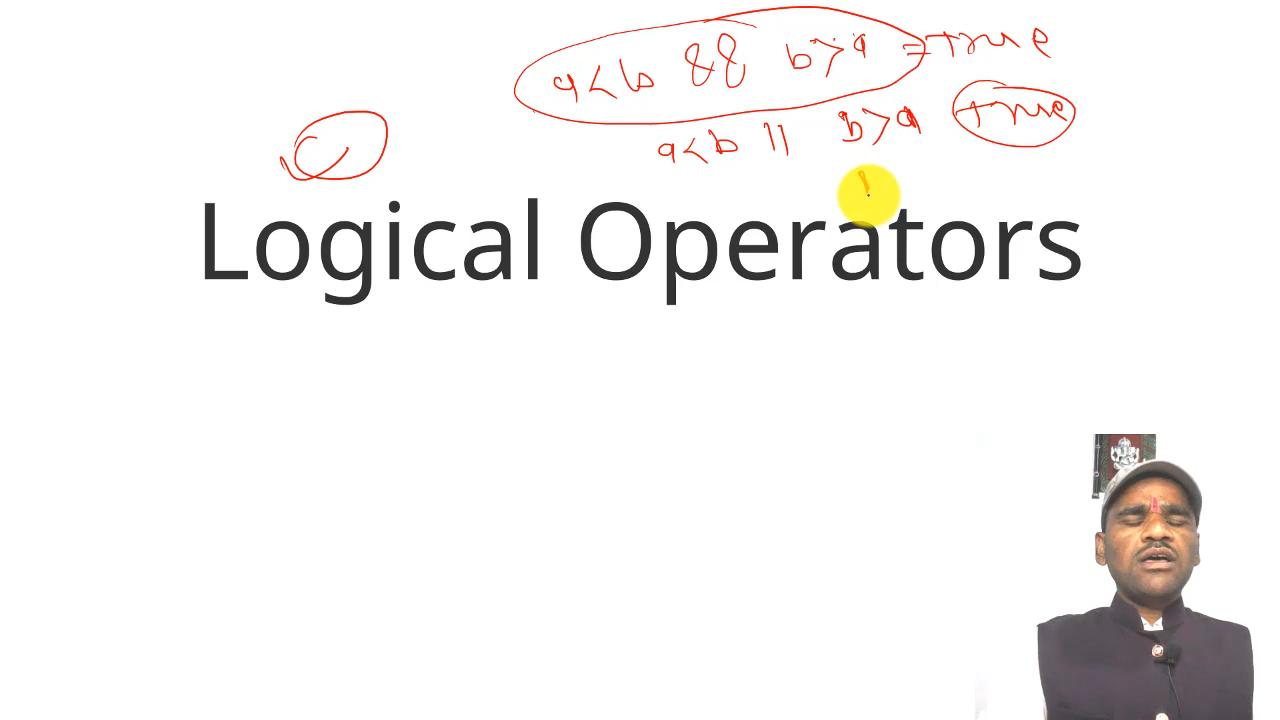 a<b && b>a = true
a<b || b>a true
!
Logical Operators